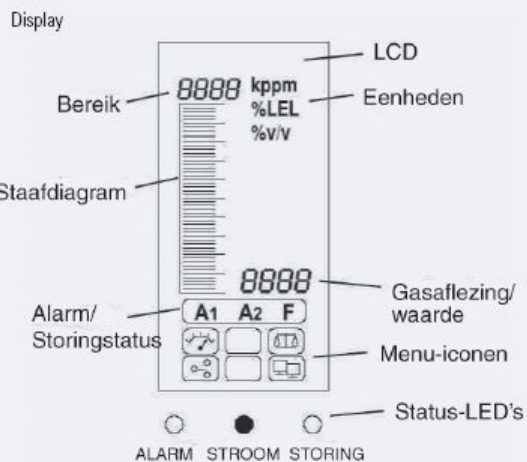 Display
LCD
8888 kppm
Bereik
%LEL
Eenheden
%v/v
Staafdiagram
8888
Gasaflezing/
waarde
A1 A2 F
Alarm/
Storingstatus
Menu-iconen
Status-LED's
ALARM STROOM STORING